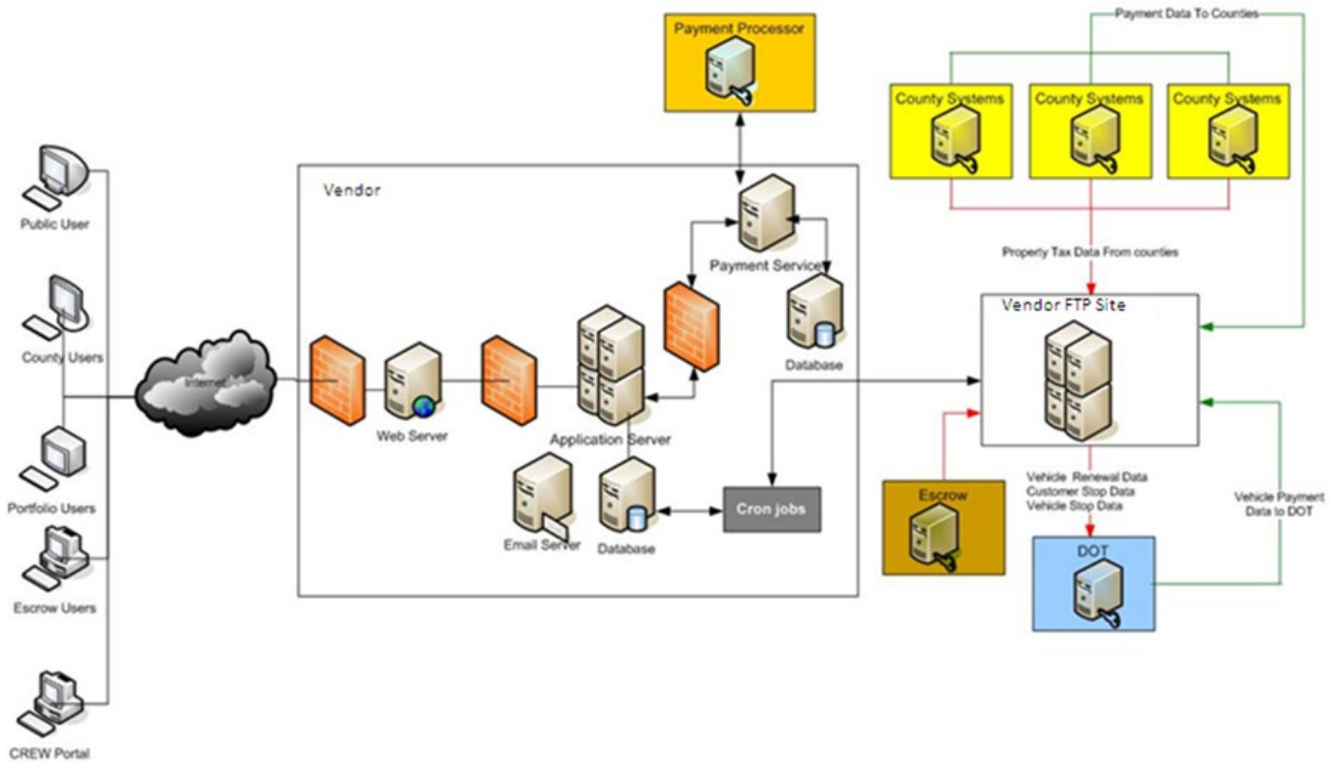 Payment Data To Counties
Payment Processor
County Systems
County Systems
County Systems
Vendor
Public User
Payment Service
Property Tax Data From counties
Vendor FTP Site
County Users
Internet
Database
Web Server
Application Server
Portfolio Users
Vehicle Renewal Data
Customer Stop Data
Vehicle Stop Data
Escrow
Vehicle Payment
Data to DOT
Cron jobs
Email Server
Database
DOT
Escrow Users
CREW Portal